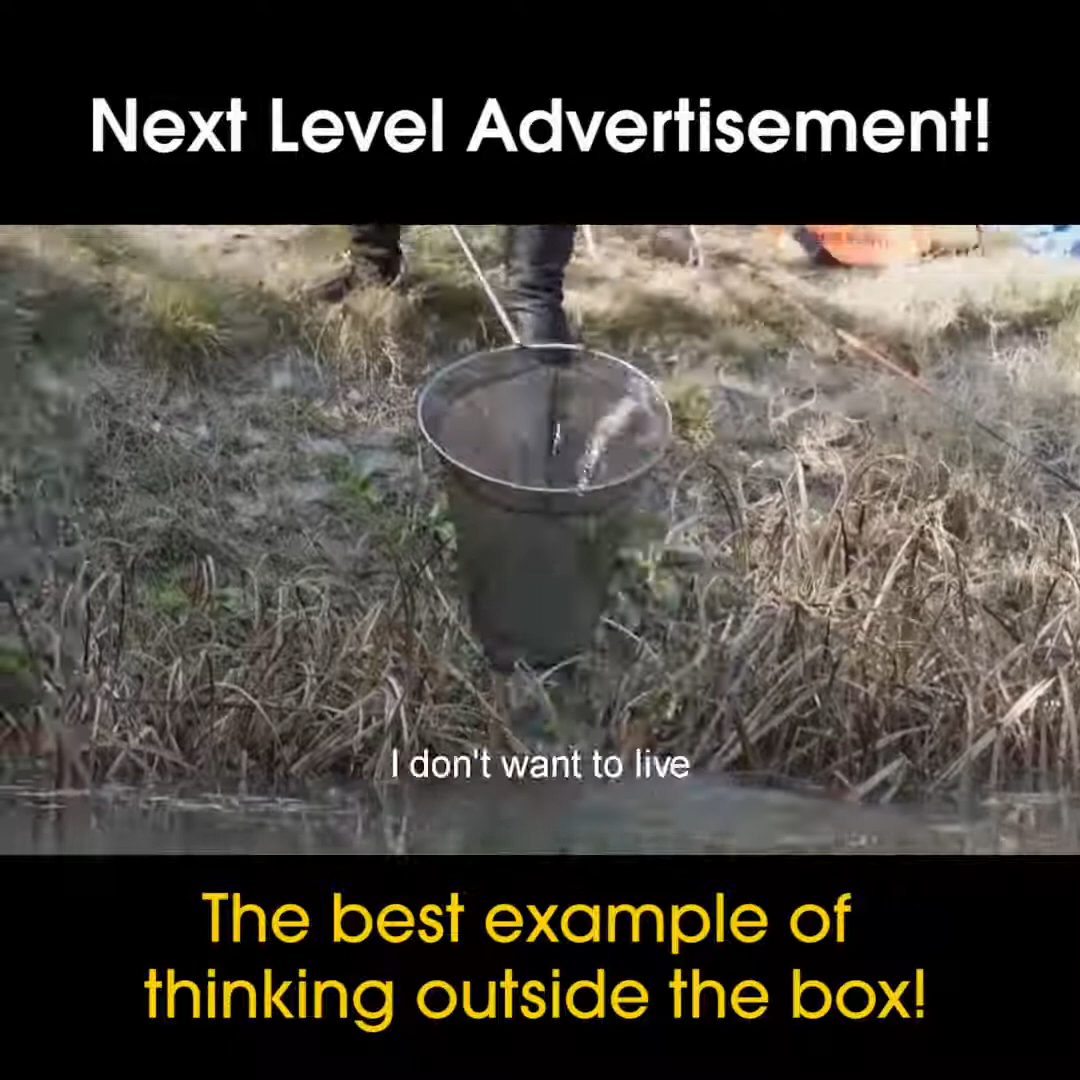 Next Level Advertisement!
I don't want to live
The best example of
thinking outside the box!